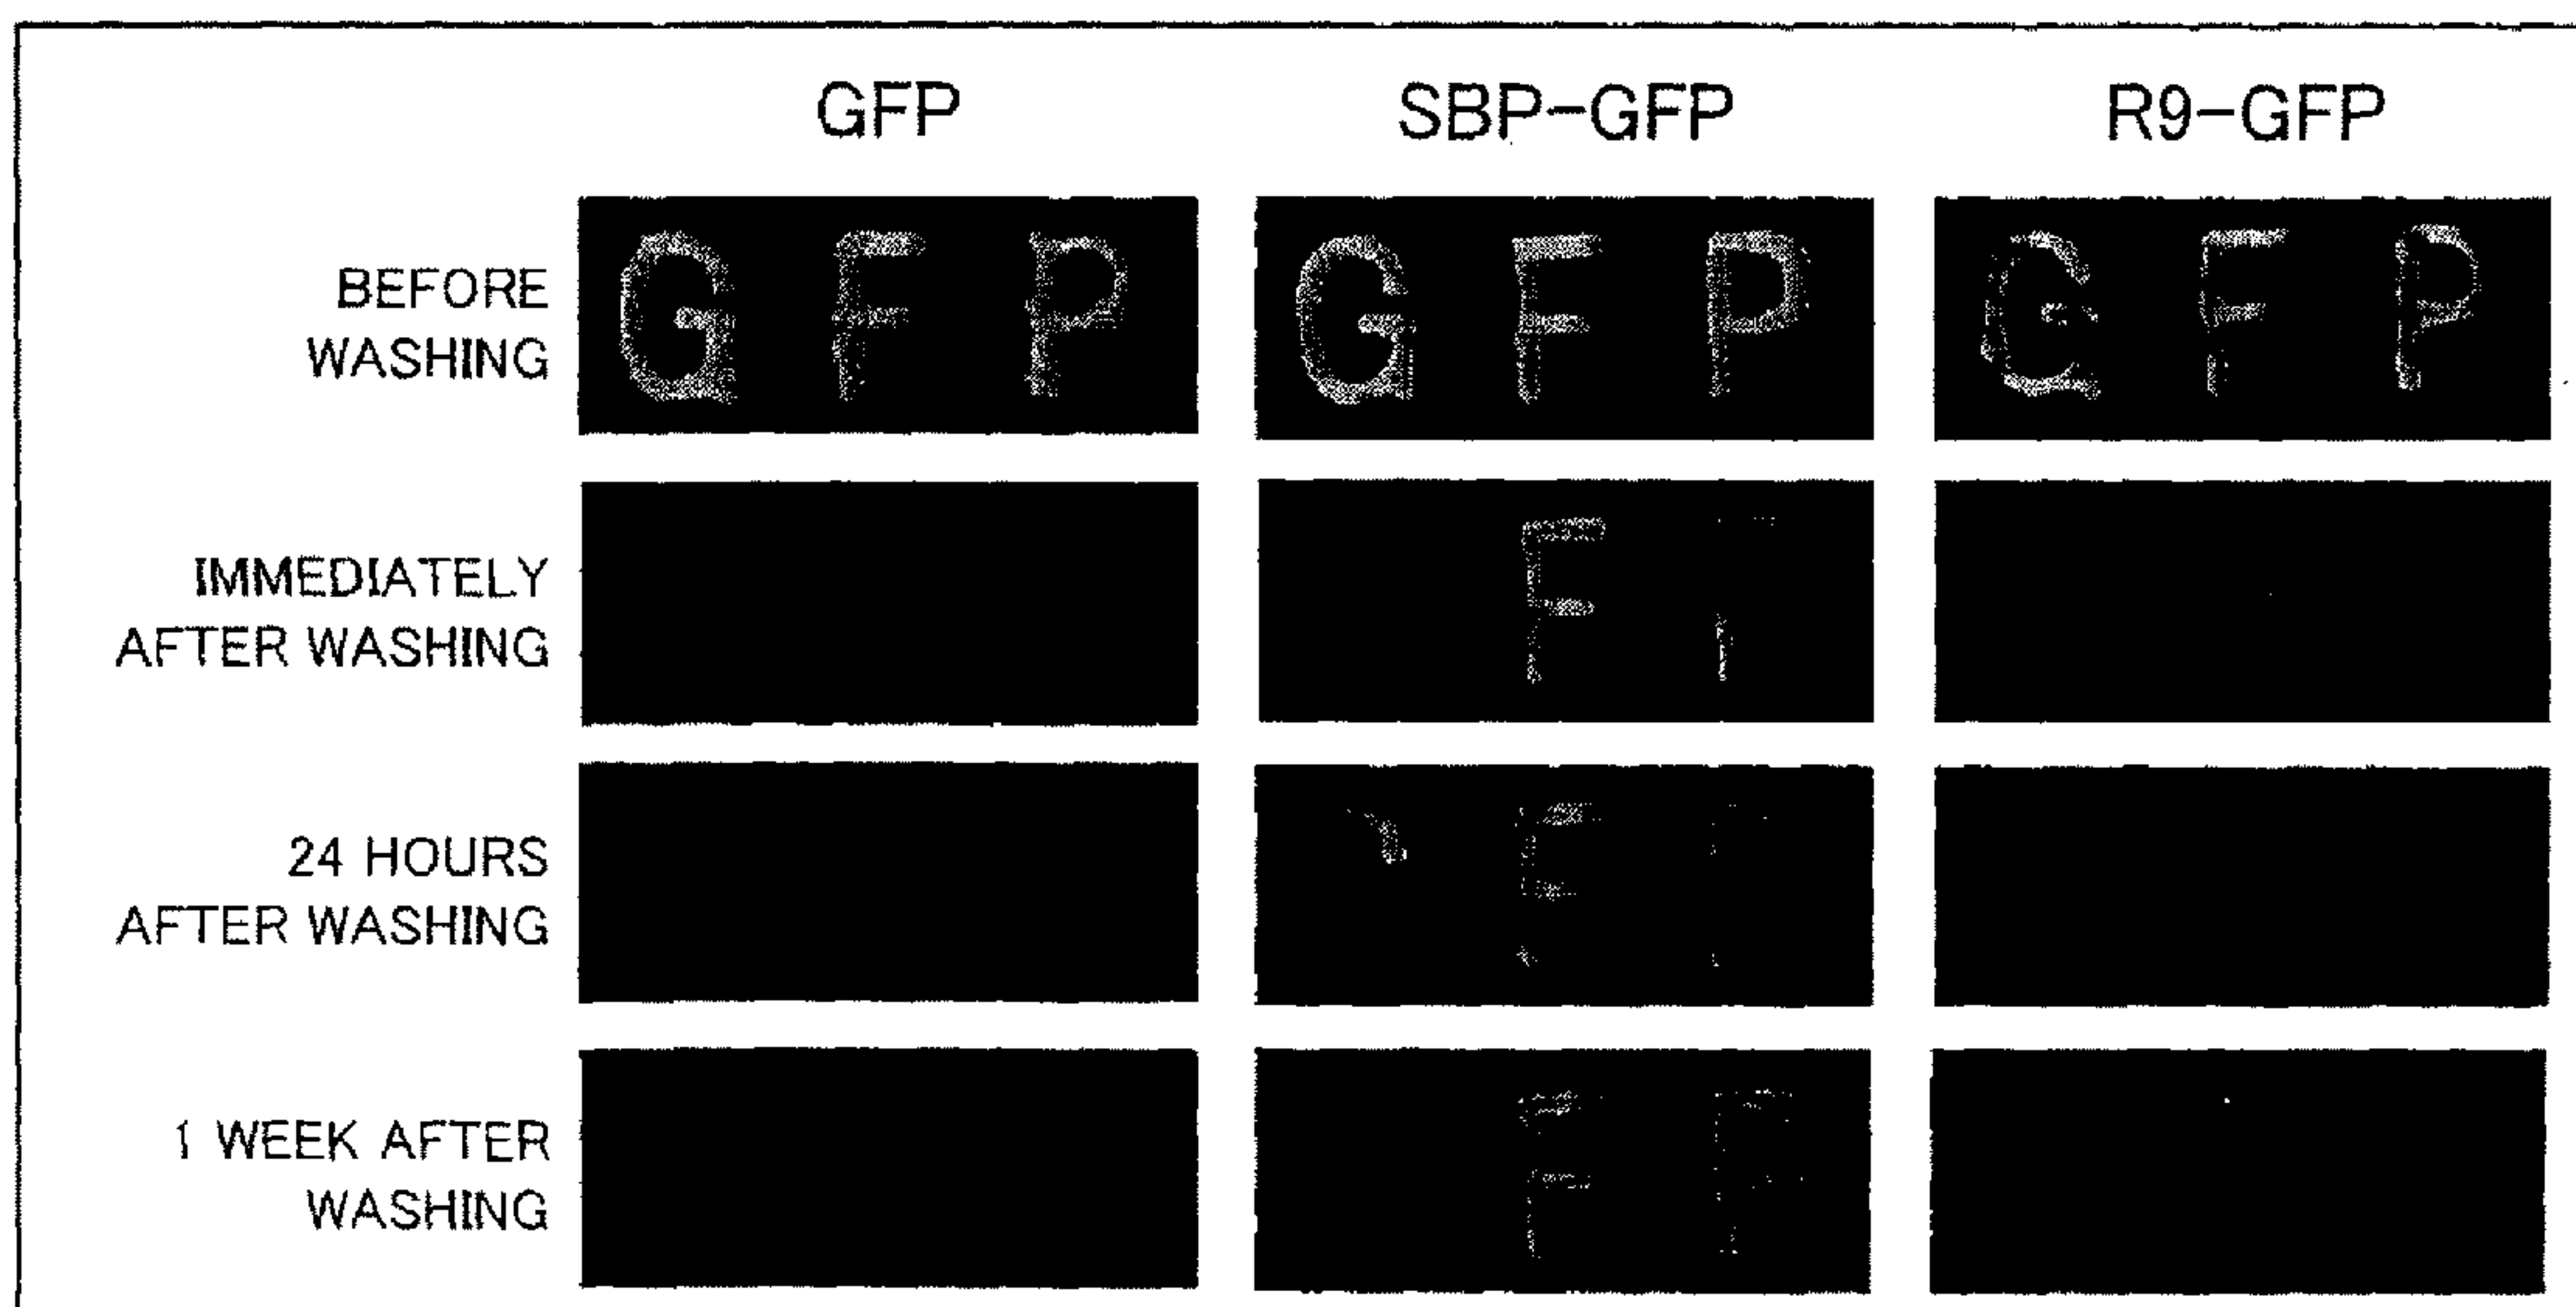 GFP SBP-GFP R9-GFP
BEFORE
WASHING
G F P G F P G F P
IMMEDIATELY
AFTER WASHING
F
24 HOURS
AFTER WASHING
F
1 WEEK AFTER
WASHING
F P